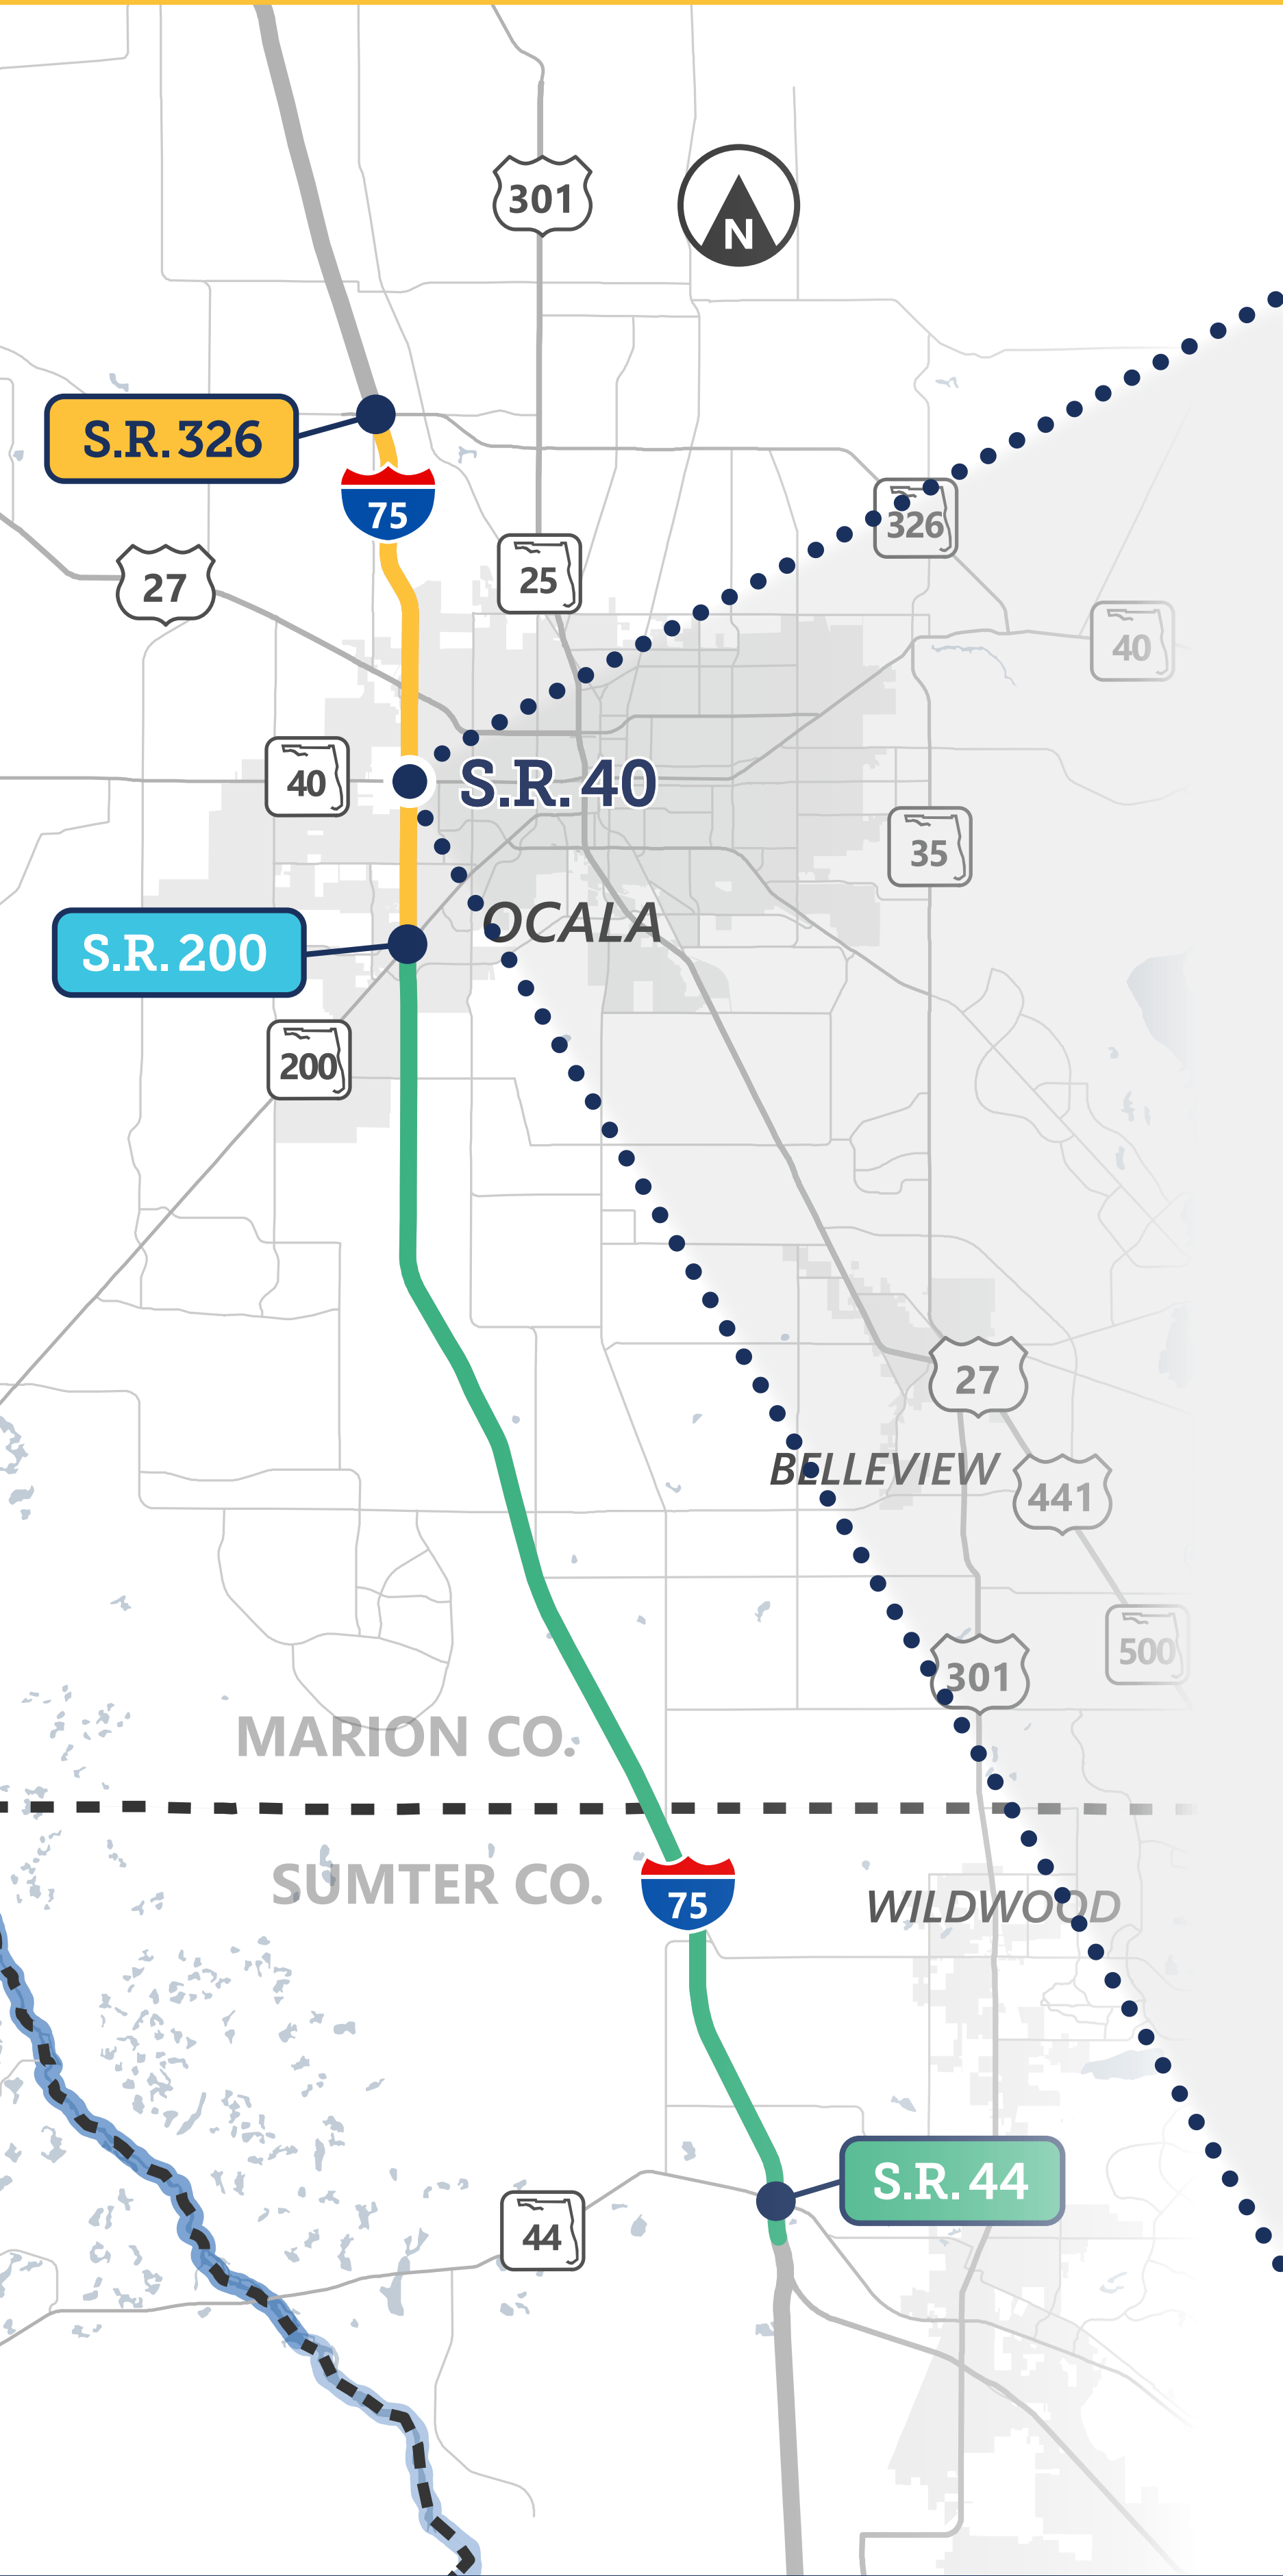 301
N
S.R. 326
75
326
25
27
40
40
S.R. 40
35
OCALA
S.R. 200
200
27
BELLEVIEW
441
500
301
MARION CO.
SUMTER CO.
75
WILDWOOD
S.R. 44
44